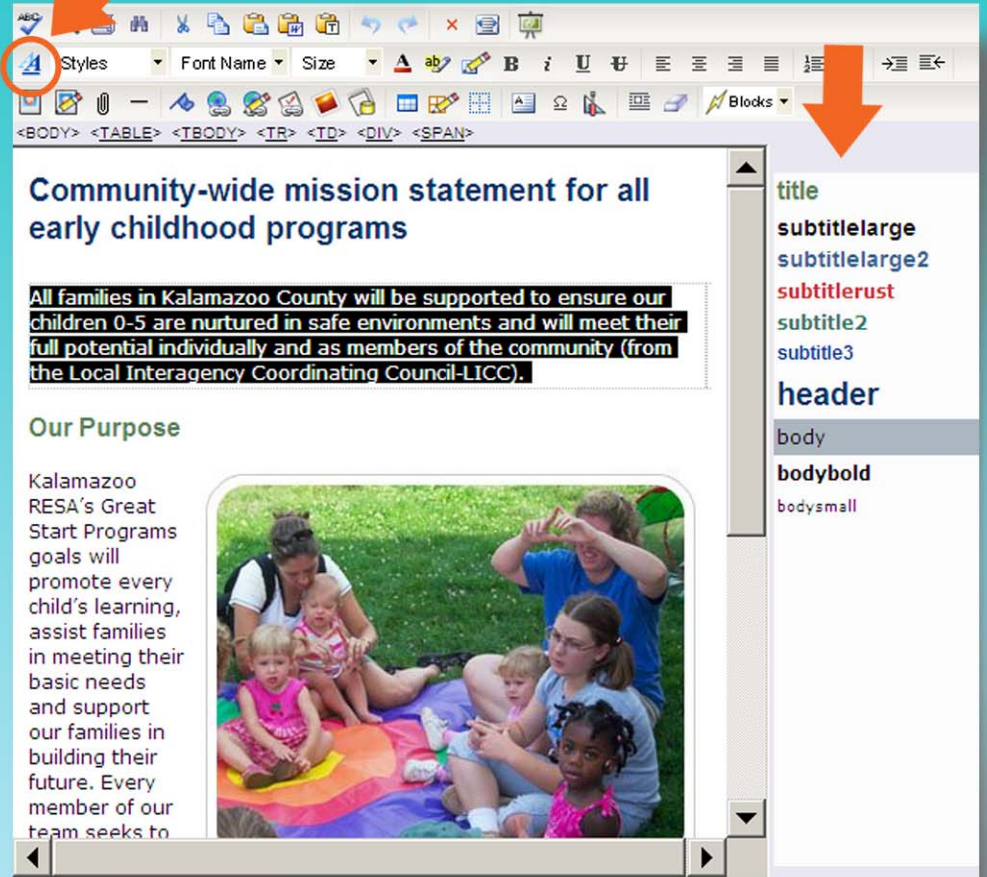 ABC
A Styles Font Name Size A ab B i U U
Ω Blocks
<BODY> <TABLE> <TBODY> <TR> <TD> <DIV> <SPAN>
Community-wide mission statement for all
early childhood programs
All families in Kalamazoo County will be supported to ensure our
children 0-5 are nurtured in safe environments and will meet their
full potential individually and as members of the community (from
the Local Interagency Coordinating Council-LICC).
Our Purpose
Kalamazoo
RESA's Great
Start Programs
goals will
promote every
child's learning,
assist families
in meeting their
basic needs
and support
our families in
building their
future. Every
member of our
team seeks to
title
subtitlelarge
subtitlelarge2
subtitlerust
subtitle2
subtitle3
header
body
bodybold
bodysmall